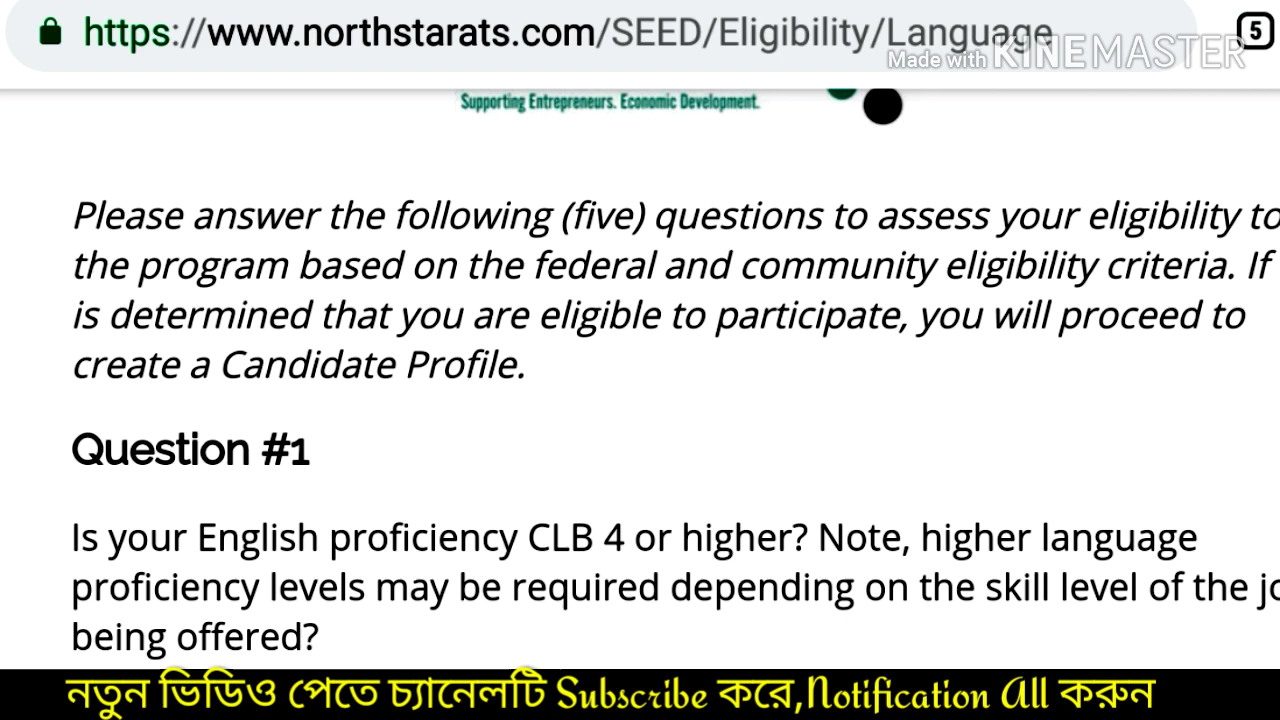 https://www.northstarats.com/SEED/Eligibility/Language
5
Made with KINEMASTER
Supporting Entrepreneurs. Economic Development.
Please answer the following (five) questions to assess your eligibility to
the program based on the federal and community eligibility criteria. If
is determined that you are eligible to participate, you will proceed to
create a Candidate Profile.
Question #1
Is your English proficiency CLB 4 or higher? Note, higher language
proficiency levels may be required depending on the skill level of the jo
being offered?
নতুন ভিডিও পেতে চ্যানেলটি Subscribe করে,Notification All করুন